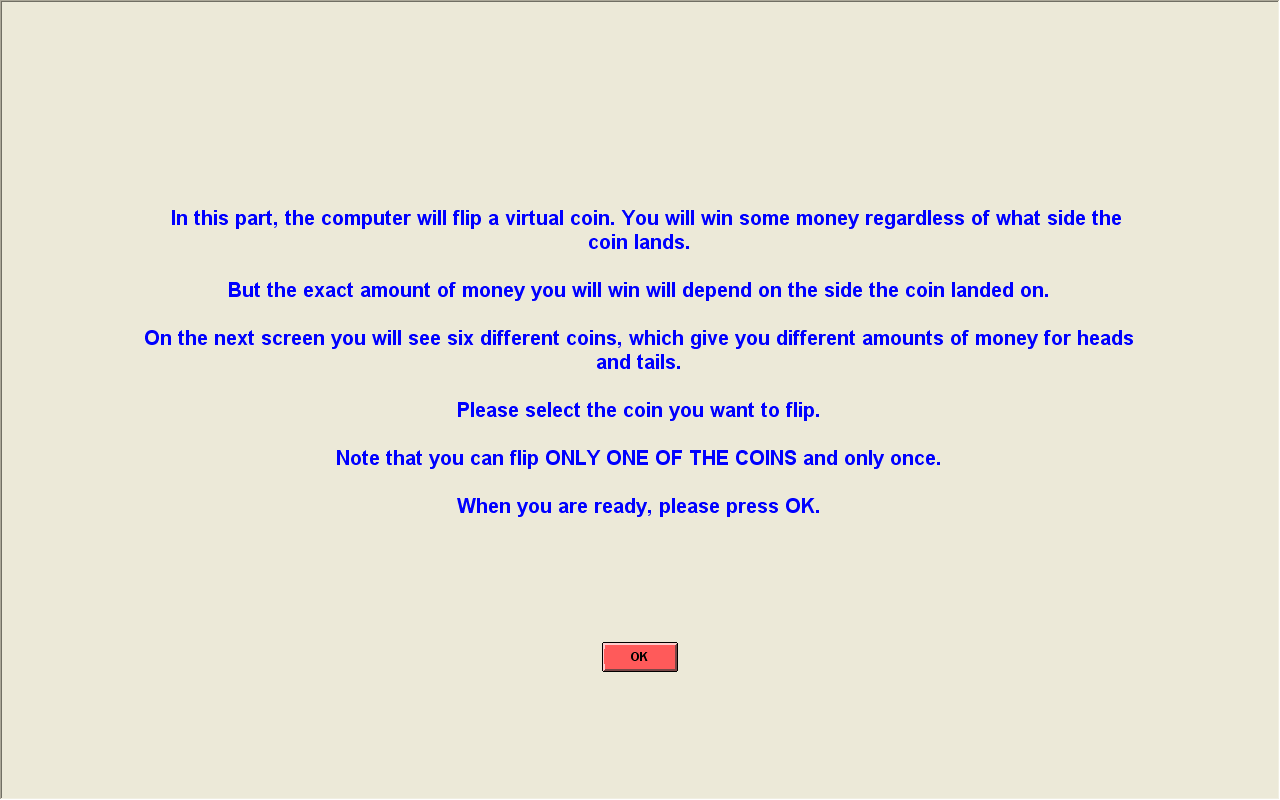 In this part, the computer will flip a virtual coin. You will win some money regardless of what side the
coin lands.
But the exact amount of money you will win will depend on the side the coin landed on.
On the next screen you will see six different coins, which give you different amounts of money for heads
and tails.
Please select the coin you want to flip.
Note that you can flip ONLY ONE OF THE COINS and only once.
When you are ready, please press OK.
OK